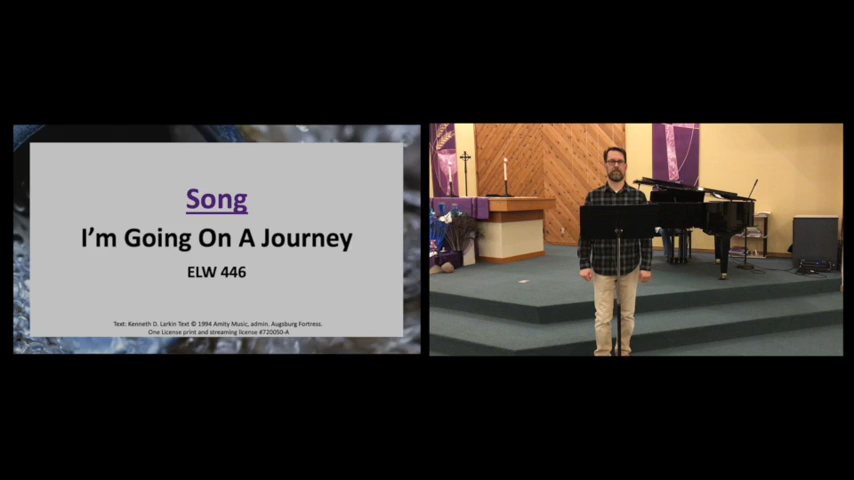 Song
I'm Going On A Journey
ELW 446
Text: Kenneth D. Larkin Text © 1994 Amity Music, admin. Augsburg Fortress.
One License print and streaming license #720050-A